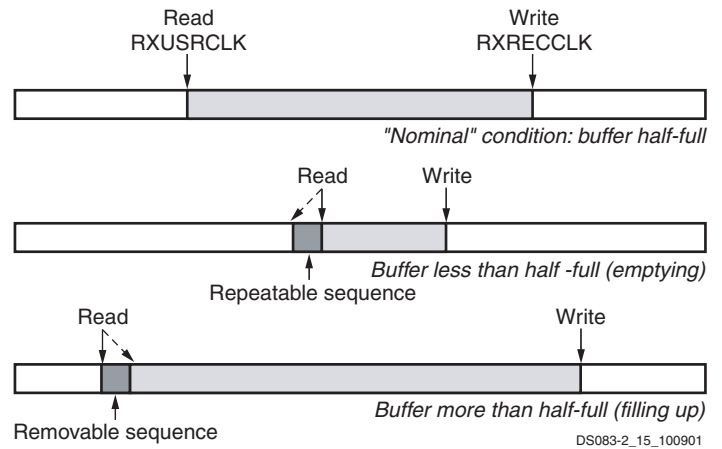 Read Write
RXUSRCLK RXRECCLK
"Nominal" condition: buffer half-full
Read Write
Buffer less than half -full (emptying)
Repeatable sequence
Read Write
Buffer more than half-full (filling up)
Removable sequence
DS083-2_15_100901